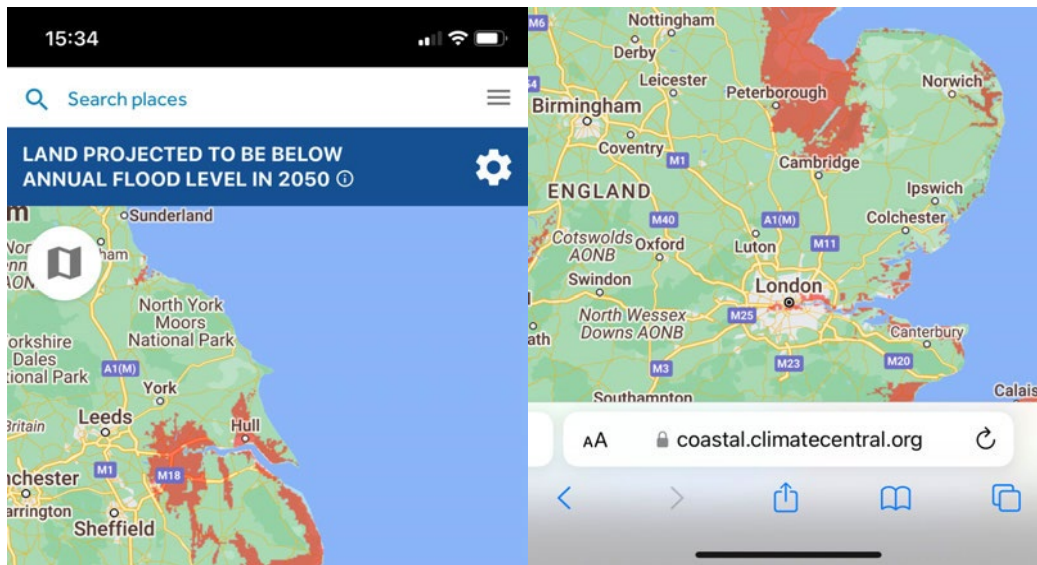 15:34
Search places
LAND PROJECTED TO BE BELOW
ANNUAL FLOOD LEVEL IN 2050
Sunderland
North York
Moors
National Park
Dales
A1(M)
York
Leeds
Hull
M1
M18
Sheffield
M6
Nottingham
Derby
Leicester
Peterborough
Norwich
Birmingham
Coventry
M1
Cambridge
ENGLAND
Ipswich
M40
A1(M)
Colchester
Cotswolds
AONB
Oxford
Luton
M11
Swindon
London
North Wessex
Downs AONB
M25
Canterbury
M3
M23
M20
Southampton
Calais
AA
coastal.climatecentral.org